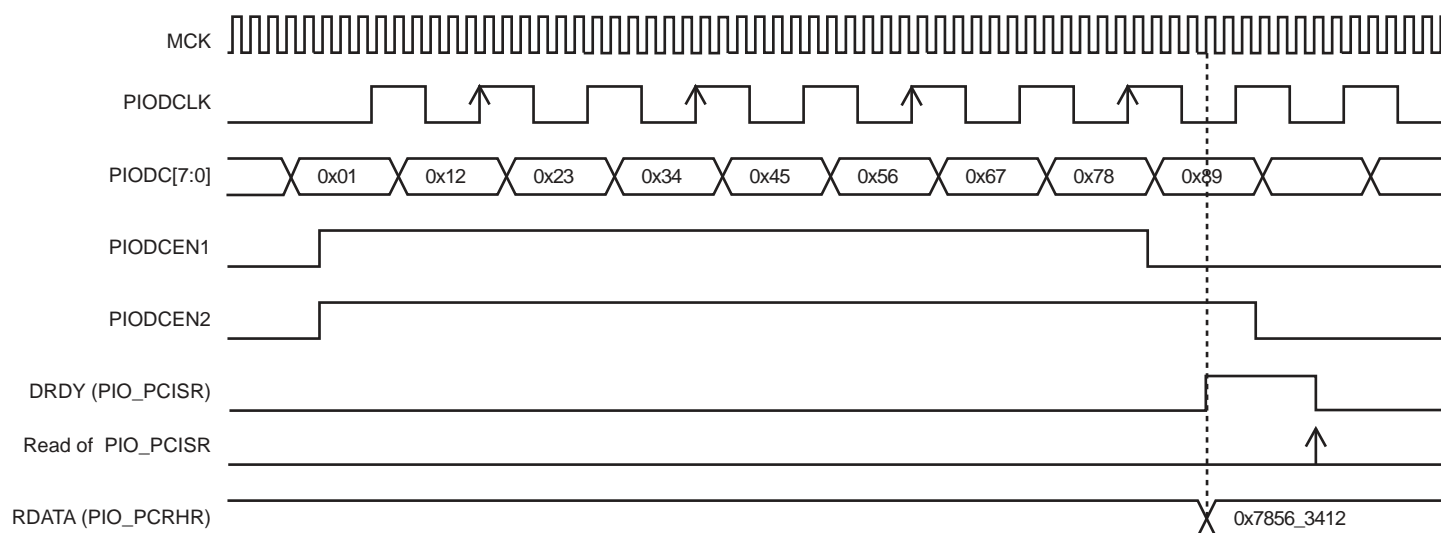 MCK
PIODCLK
PIODC[7:0] 0x01 0x12 0x23 0x34 0x45 0x56 0x67 0x78 0x89
PIODCEN1
PIODCEN2
DRDY (PIO_PCISR)
Read of PIO_PCISR
RDATA (PIO_PCRHR) 0x7856_3412